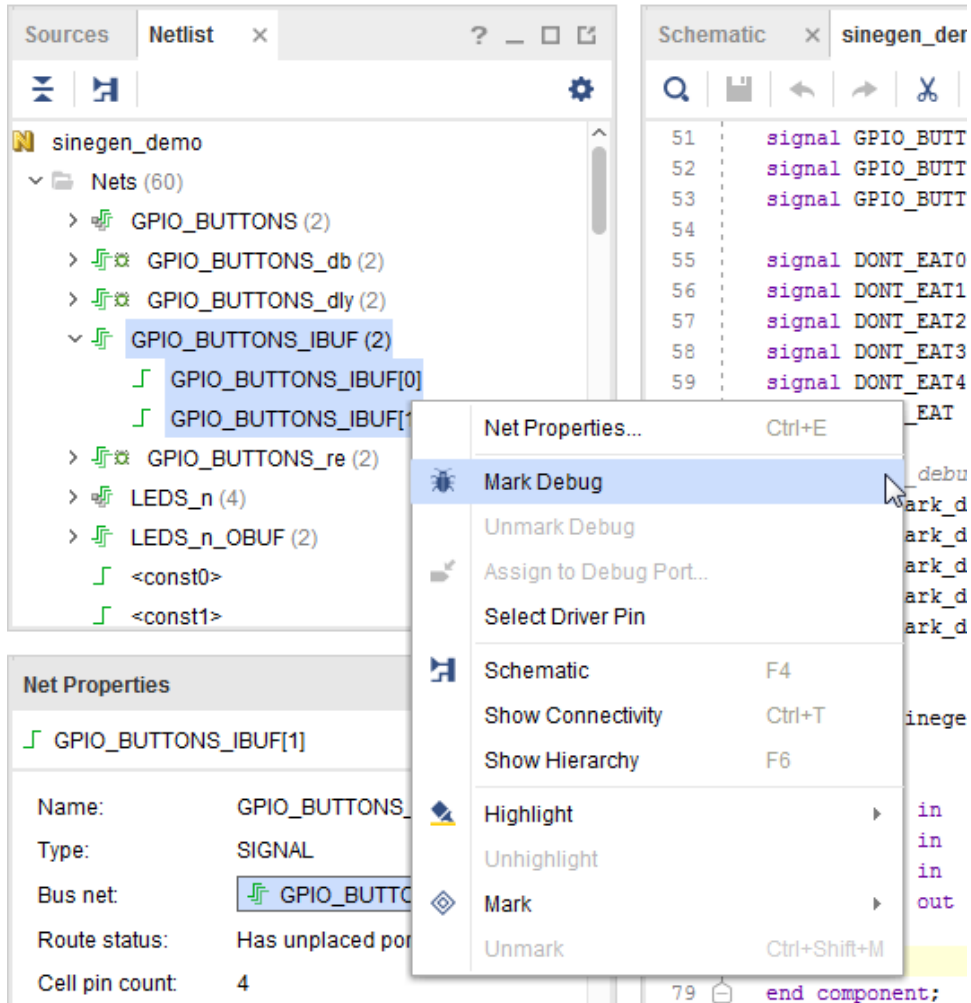 Sources Netlist ×
sinegen_demo
Nets (60)
GPIO_BUTTONS (2)
GPIO_BUTTONS_db (2)
GPIO_BUTTONS_dly (2)
GPIO_BUTTONS_IBUF (2)
GPIO_BUTTONS_IBUF[0]
GPIO_BUTTONS_IBUF[1
GPIO_BUTTONS_re (2)
LEDS_n (4)
LEDS_n_OBUF (2)
<const0>
<const1>
Net Properties
GPIO_BUTTONS_IBUF[1]
Name: GPIO_BUTTONS_
Type: SIGNAL
Bus net: GPIO_BUTTO
Route status: Has unplaced por
Cell pin count: 4
Net Properties... Ctrl+E
Mark Debug
Unmark Debug
Assign to Debug Port...
Select Driver Pin
Schematic F4
Show Connectivity Ctrl+T
Show Hierarchy F6
Highlight
Unhighlight
Mark
Unmark Ctrl+Shift+M
Schematic × sinegen_der
51 signal GPIO_BUTT
52 signal GPIO_BUTT
53 signal GPIO_BUTT
54
55 signal DONT_EAT0
56 signal DONT_EAT1
57 signal DONT_EAT2
58 signal DONT_EAT3
59 signal DONT_EAT4
_EAT
_debu
ark_d
ark_d
ark_d
ark_d
ark_d
inege
in
in
in
out
79 end component;